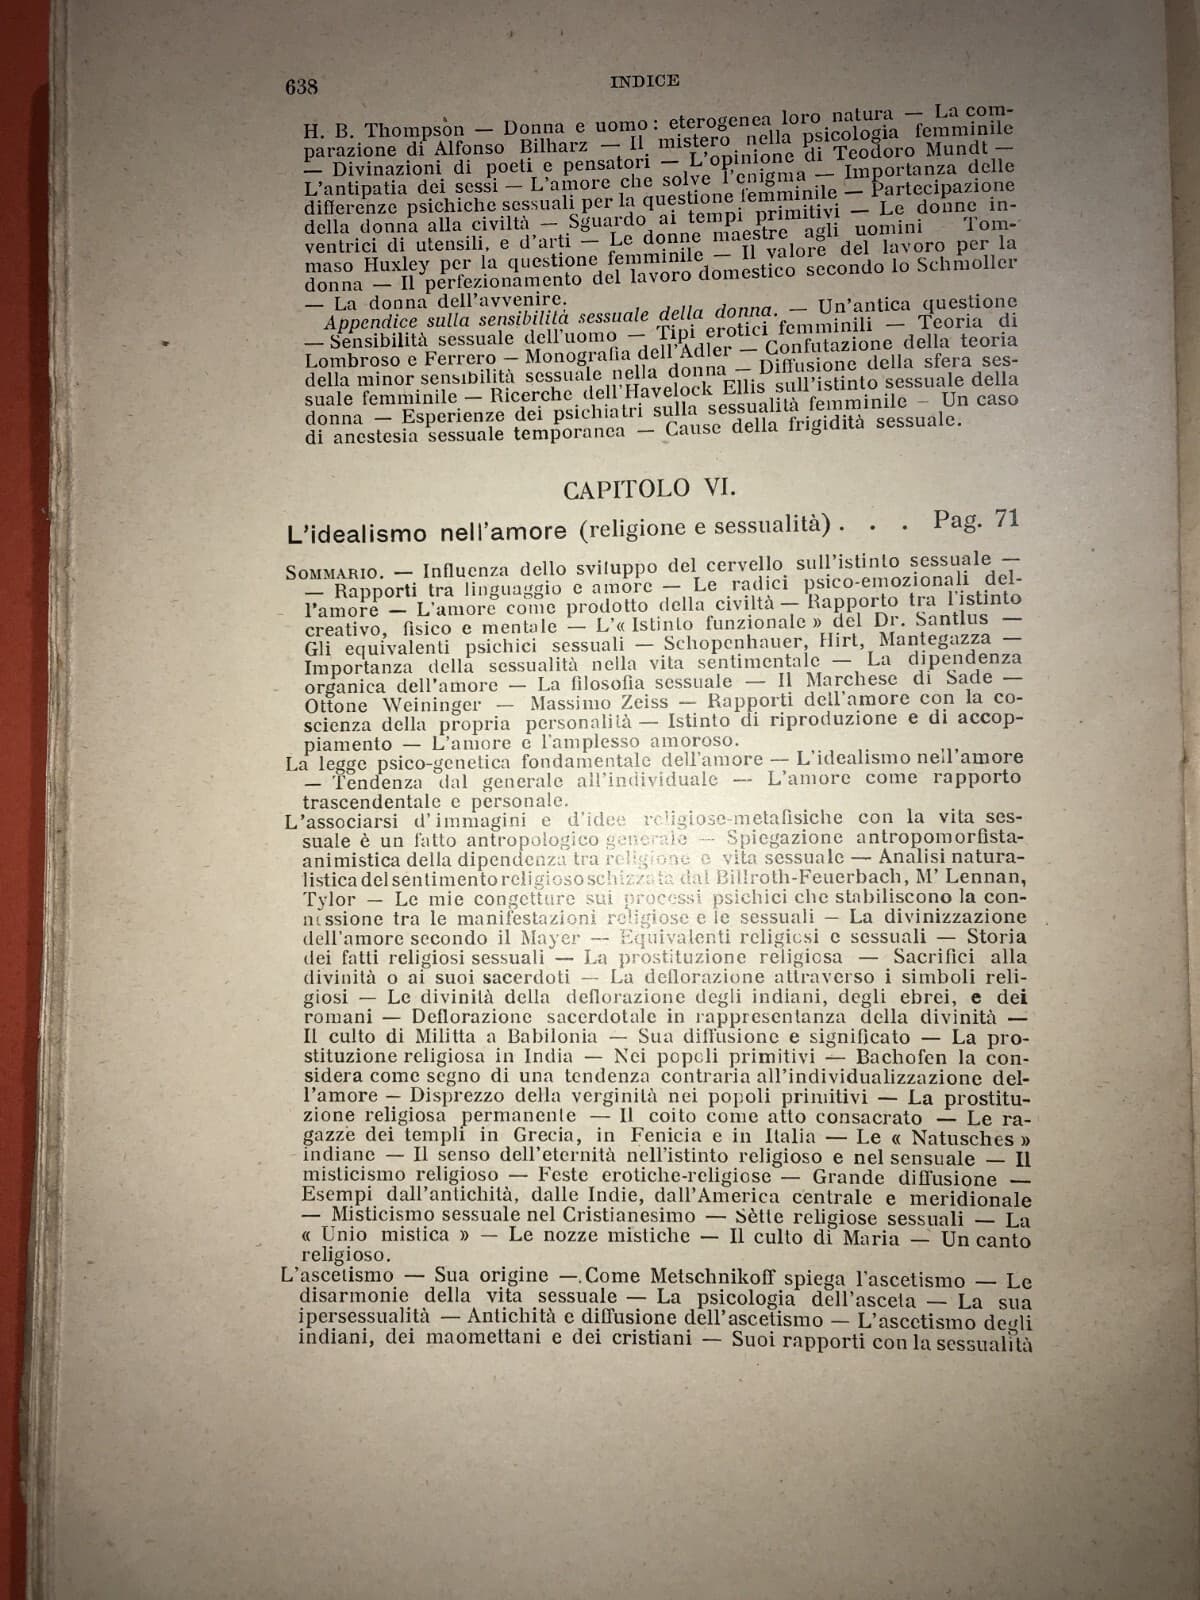 638
INDICE
H. B. Thompson — Donna e uomo: eterogenea loro natura — La com-
parazione di Alfonso Bilharz — Il mistero nella psicologia femminile
— Divinazioni di poeti e pensatori — L'opinione di Teodoro Mundt —
L'antipatia dei sessi — L'amore che solve l'enigma — Importanza delle
differenze psichiche sessuali per la questione femminile — Partecipazione
della donna alla civiltà — Sguardo ai tempi primitivi — Le donne in-
ventrici di utensili, e d'arti — Le donne maestre agli uomini Tom-
maso Huxley per la questione femminile — Il valore del lavoro per la
donna — Il perfezionamento del lavoro domestico secondo lo Schmoller
— La donna dell'avvenire.
Appendice sulla sensibilità sessuale della donna. — Un'antica questione
— Sensibilità sessuale dell'uomo — Tipi erotici femminili — Teoria di
Lombroso e Ferrero — Monografia dell'Adler — Confutazione della teoria
della minor sensibilità sessuale nella donna — Diffusione della sfera ses-
suale femminile — Ricerche dell'Havelock Ellis sull'istinto sessuale della
donna — Esperienze dei psichiatri sulla sessualità femminile — Un caso
di anestesia sessuale temporanea — Cause della frigidità sessuale.
CAPITOLO VI.
L'idealismo nell'amore (religione e sessualità) . . . Pag. 71
SOMMARIO. — Influenza dello sviluppo del cervello sull'istinto sessuale —
— Rapporti tra linguaggio e amore — Le radici psico-emozionali del-
l'amore — L'amore come prodotto della civiltà — Rapporto tra l'istinto
creativo, fisico e mentale — L'« Istinto funzionale » del Dr. Santlus —
Gli equivalenti psichici sessuali — Schopenhauer, Hirt, Mantegazza —
Importanza della sessualità nella vita sentimentale — La dipendenza
organica dell'amore — La filosofia sessuale — Il Marchese di Sade —
Ottone Weininger — Massimo Zeiss — Rapporti dell'amore con la co-
scienza della propria personalità — Istinto di riproduzione e di accop-
piamento — L'amore e l'amplesso amoroso.
La legge psico-genetica fondamentale dell'amore — L'idealismo nell'amore
— Tendenza dal generale all'individuale — L'amore come rapporto
trascendentale e personale.
L'associarsi d'immagini e d'idee religiose-metafisiche con la vita ses-
suale è un fatto antropologico generale — Spiegazione antropomorfista-
animistica della dipendenza tra religione e vita sessuale — Analisi natura-
listica del sentimento religioso schizzata dal Billroth-Feuerbach, M' Lennan,
Tylor — Le mie congetture sui processi psichici che stabiliscono la con-
nissione tra le manifestazioni religiose e le sessuali — La divinizzazione
dell'amore secondo il Mayer — Equivalenti religiosi e sessuali — Storia
dei fatti religiosi sessuali — La prostituzione religiosa — Sacrifici alla
divinità o ai suoi sacerdoti — La deflorazione attraverso i simboli reli-
giosi — Le divinità della deflorazione degli indiani, degli ebrei, e dei
romani — Deflorazione sacerdotale in rappresentanza della divinità —
Il culto di Militta a Babilonia — Sua diffusione e significato — La pro-
stituzione religiosa in India — Nei popoli primitivi — Bachofen la con-
sidera come segno di una tendenza contraria all'individualizzazione del-
l'amore — Disprezzo della verginità nei popoli primitivi — La prostitu-
zione religiosa permanente — Il coito come atto consacrato — Le ra-
gazze dei templi in Grecia, in Fenicia e in Italia — Le « Natusches »
indiane — Il senso dell'eternità nell'istinto religioso e nel sensuale — Il
misticismo religioso — Feste erotiche-religiose — Grande diffusione —
Esempi dall'antichità, dalle Indie, dall'America centrale e meridionale
— Misticismo sessuale nel Cristianesimo — Sètte religiose sessuali — La
« Unio mistica » — Le nozze mistiche — Il culto di Maria — Un canto
religioso.
L'ascetismo — Sua origine —.Come Metschnikoff spiega l'ascetismo — Le
disarmonie della vita sessuale — La psicologia dell'asceta — La sua
ipersessualità — Antichità e diffusione dell'ascetismo — L'ascetismo degli
indiani, dei maomettani e dei cristiani — Suoi rapporti con la sessualità